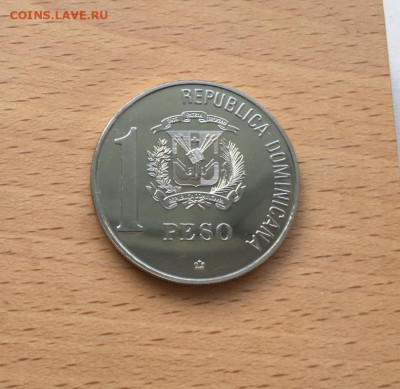 COINS.LAVE.RU
REPUBLICA DOMINICANA
1
PESO